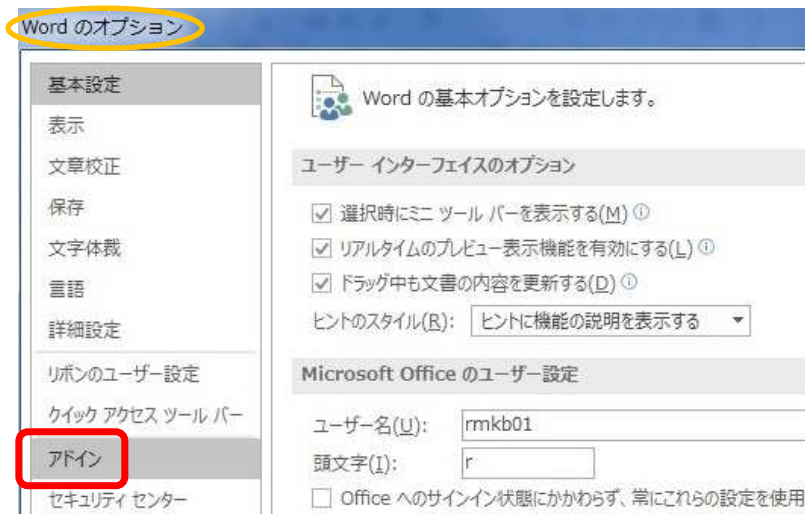 Word のオプション
基本設定
表示
文章校正
保存
文字体裁
言語
詳細設定
リボンのユーザー設定
クイック アクセス ツール バー
アドイン
セキュリティ センター
Word の基本オプションを設定します。
ユーザー インターフェイスのオプション
選択時にミニ ツール バーを表示する(M)
リアルタイムのプレビュー表示機能を有効にする(L)
ドラッグ中も文書の内容を更新する(D)
ヒントのスタイル(R): ヒントに機能の説明を表示する
Microsoft Office のユーザー設定
ユーザー名(U): rmkb01
頭文字(I): r
Office へのサインイン状態にかかわらず、常にこれらの設定を使用